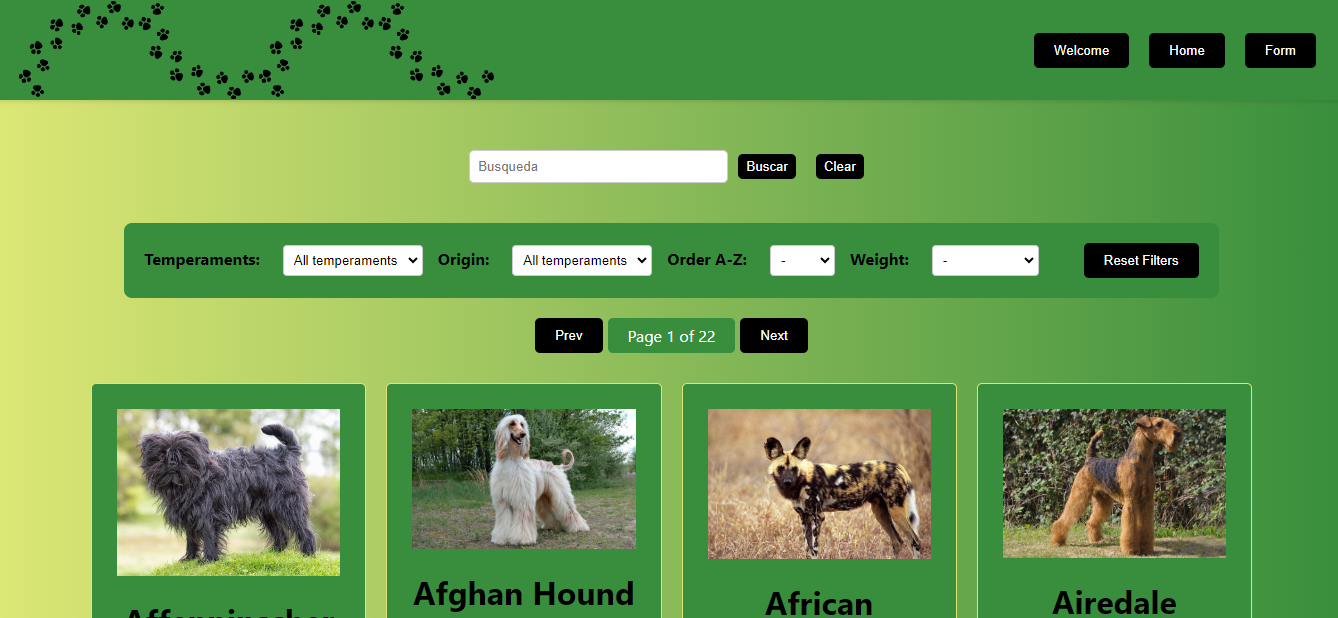 Welcome Home Form
Busqueda Buscar Clear
Temperaments: All temperaments Origin: All temperaments Order A-Z: - Weight: - Reset Filters
Prev Page 1 of 22 Next
Affenpinscher Afghan Hound African Airedale